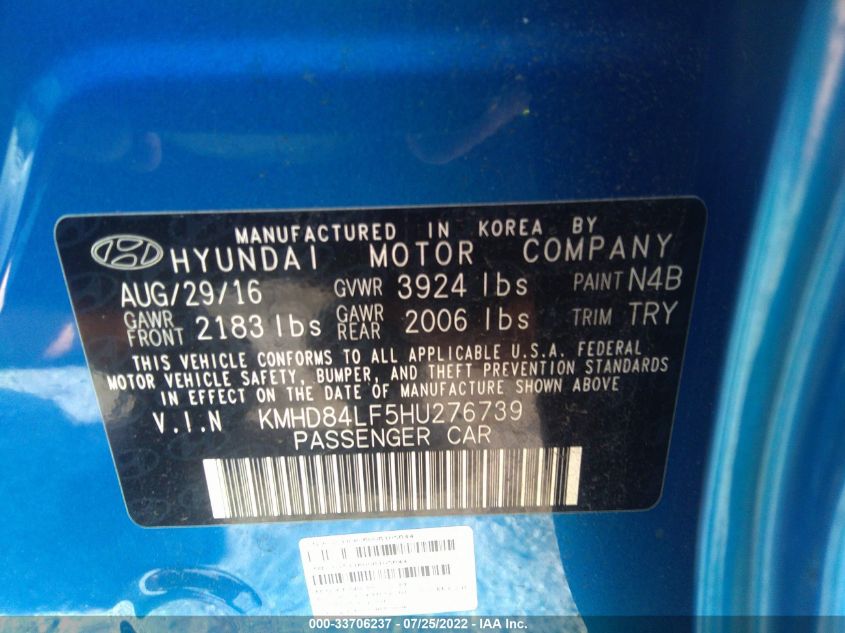 MANUFACTURED IN KOREA BY
HYUNDAI MOTOR COMPANY
AUG/29/16 GVWR 3924 lbs PAINT N4B
GAWR FRONT 2183 lbs GAWR REAR 2006 lbs TRIM TRY
THIS VEHICLE CONFORMS TO ALL APPLICABLE U.S.A. FEDERAL
MOTOR VEHICLE SAFETY, BUMPER, AND THEFT PREVENTION STANDARDS
IN EFFECT ON THE DATE OF MANUFACTURE SHOWN ABOVE
V.I.N KMHD84LF5HU276739
PASSENGER CAR
000-33706237 - 07/25/2022 - IAA Inc.